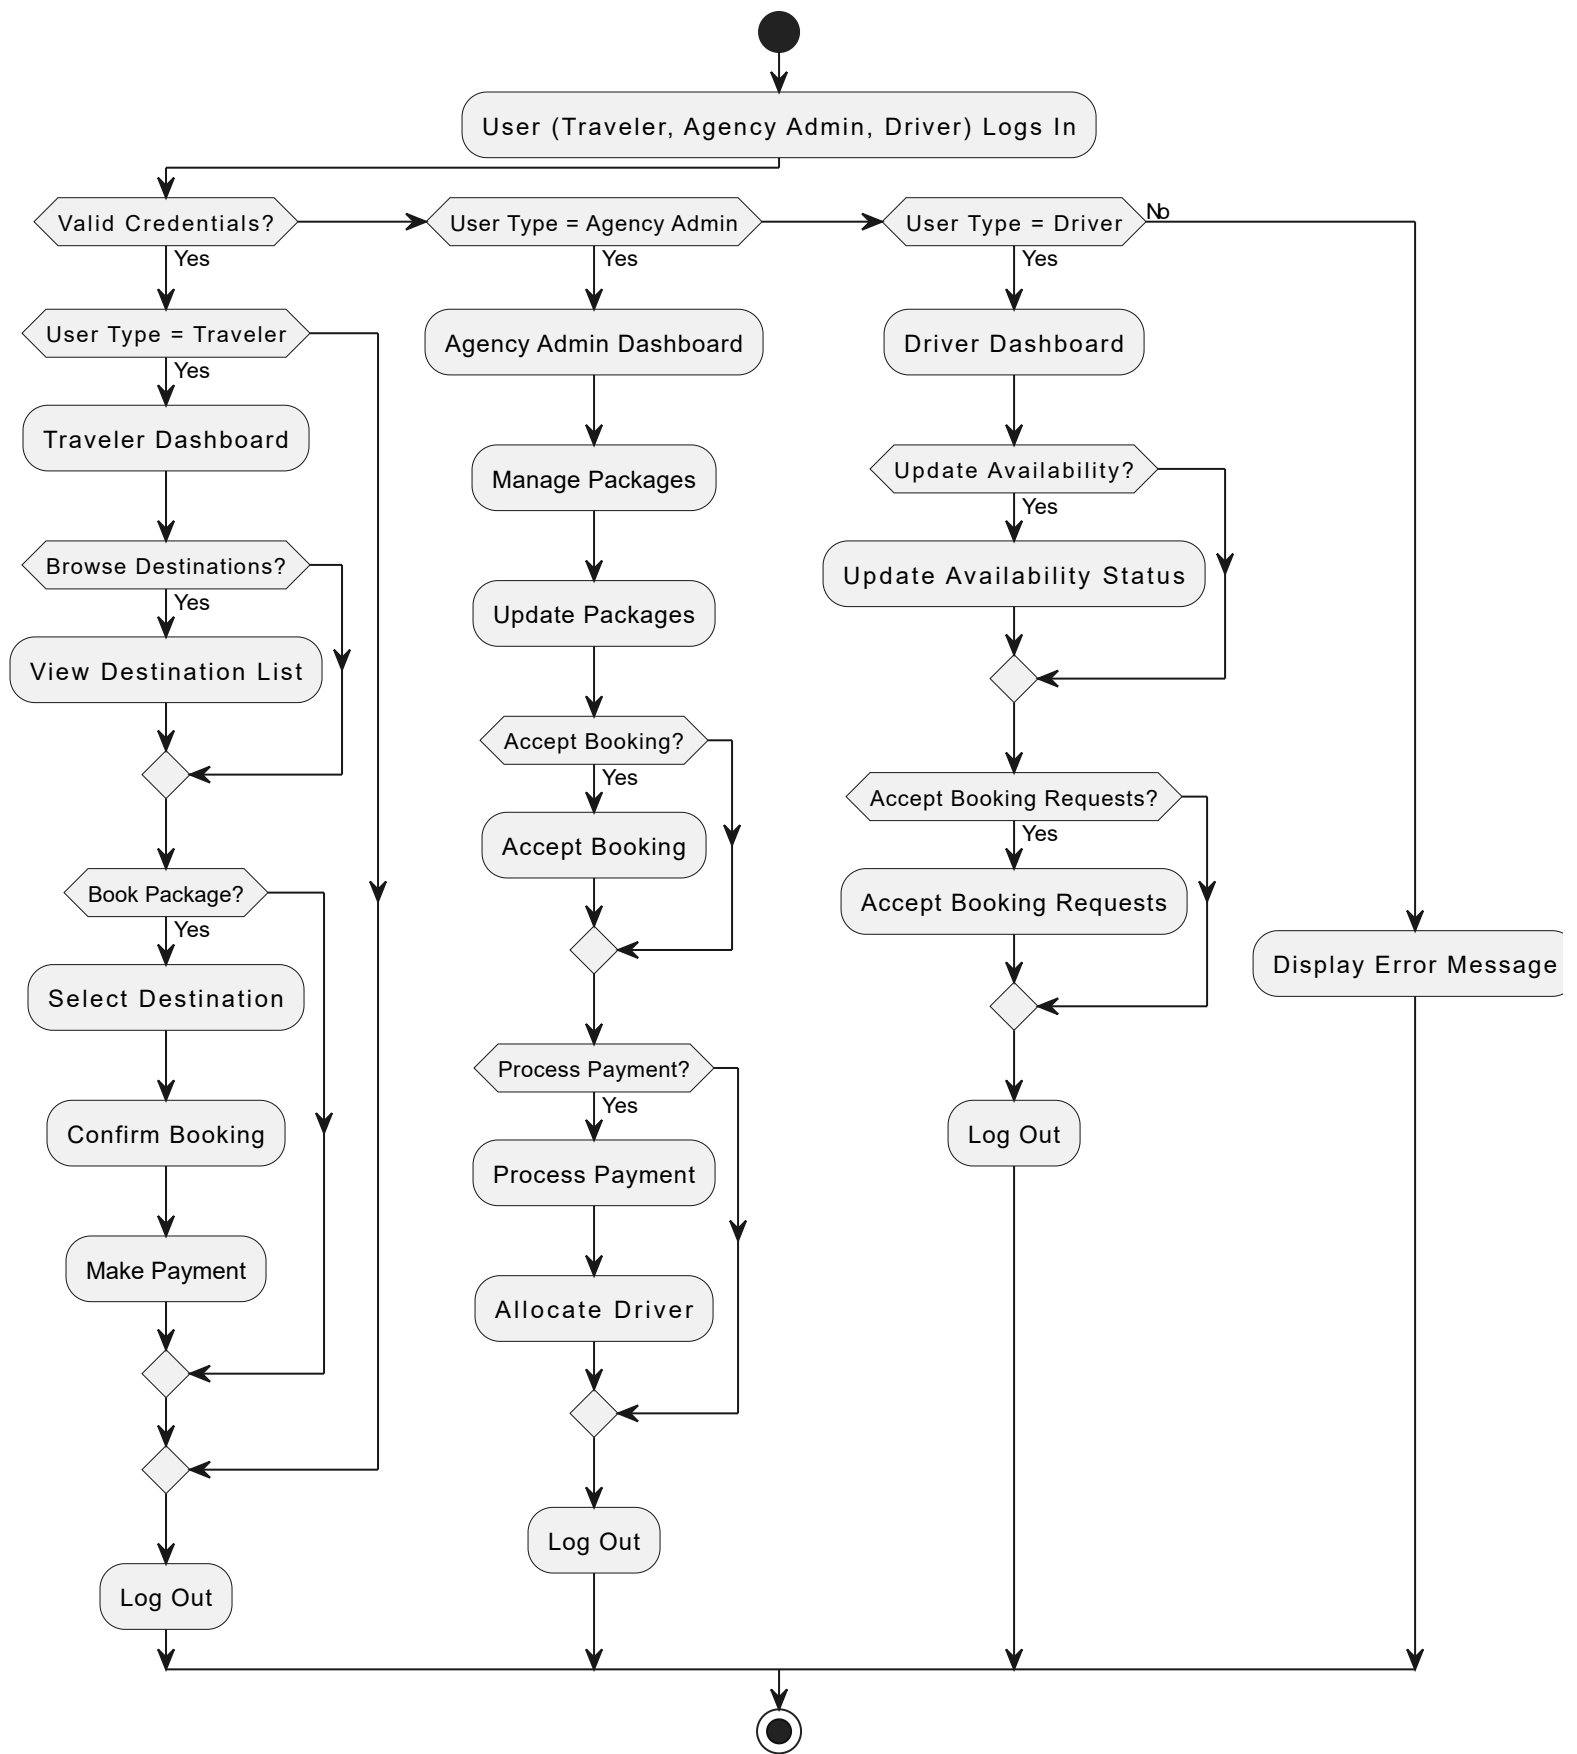 User (Traveler, Agency Admin, Driver) Logs In
Valid Credentials?
Yes
User Type = Traveler
Yes
Traveler Dashboard
Browse Destinations?
Yes
View Destination List
Book Package?
Yes
Select Destination
Confirm Booking
Make Payment
Log Out
User Type = Agency Admin
Yes
Agency Admin Dashboard
Manage Packages
Update Packages
Accept Booking?
Yes
Accept Booking
Process Payment?
Yes
Process Payment
Allocate Driver
Log Out
User Type = Driver
No
Yes
Driver Dashboard
Update Availability?
Yes
Update Availability Status
Accept Booking Requests?
Yes
Accept Booking Requests
Log Out
Display Error Message